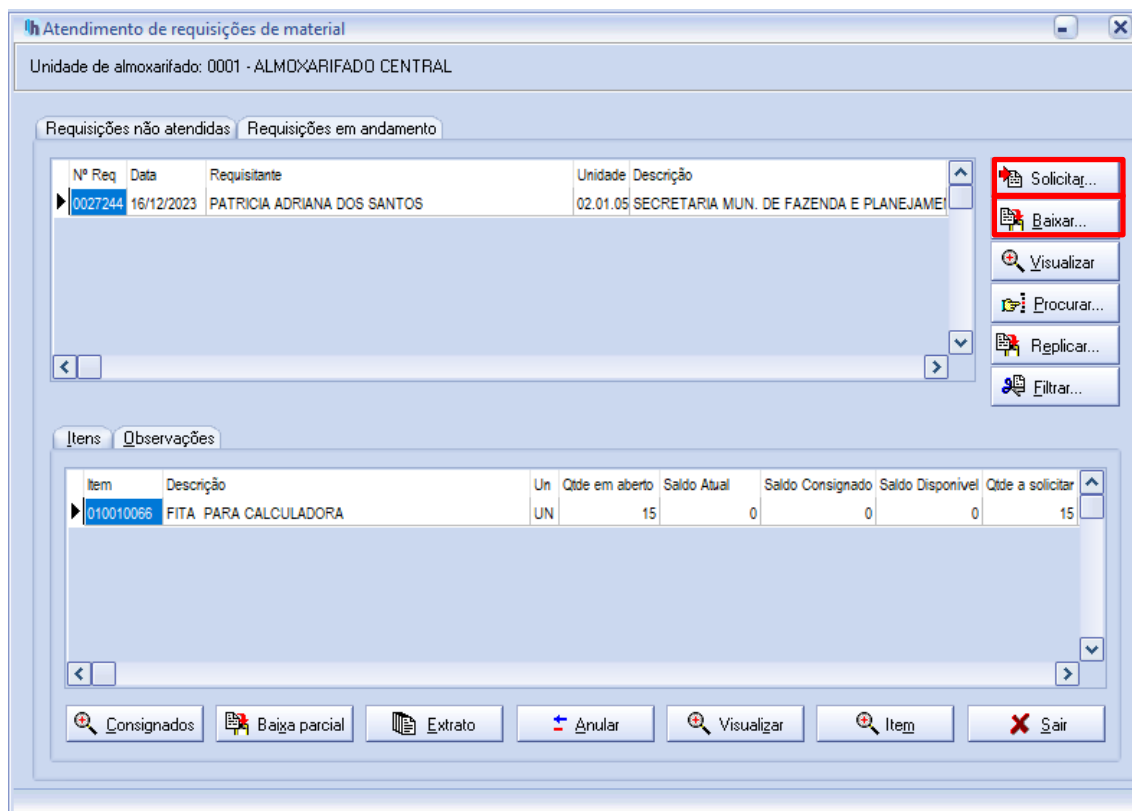 Atendimento de requisições de material
Unidade de almoxarifado: 0001 - ALMOXARIFADO CENTRAL
Requisições não atendidas Requisições em andamento
Nº Req Data Requisitante Unidade Descrição
0027244 16/12/2023 PATRICIA ADRIANA DOS SANTOS 02.01.05 SECRETARIA MUN. DE FAZENDA E PLANEJAME
Solicitar...
Baixar...
Visualizar
Procurar...
Replicar...
Filtrar...
Itens Observações
Item Descrição Un Qtde em aberto Saldo Atual Saldo Consignado Saldo Disponível Qtde a solicitar
010010066 FITA PARA CALCULADORA UN 15 0 0 0 15
Consignados Baixa parcial Extrato Anular Visualizar Item Sair